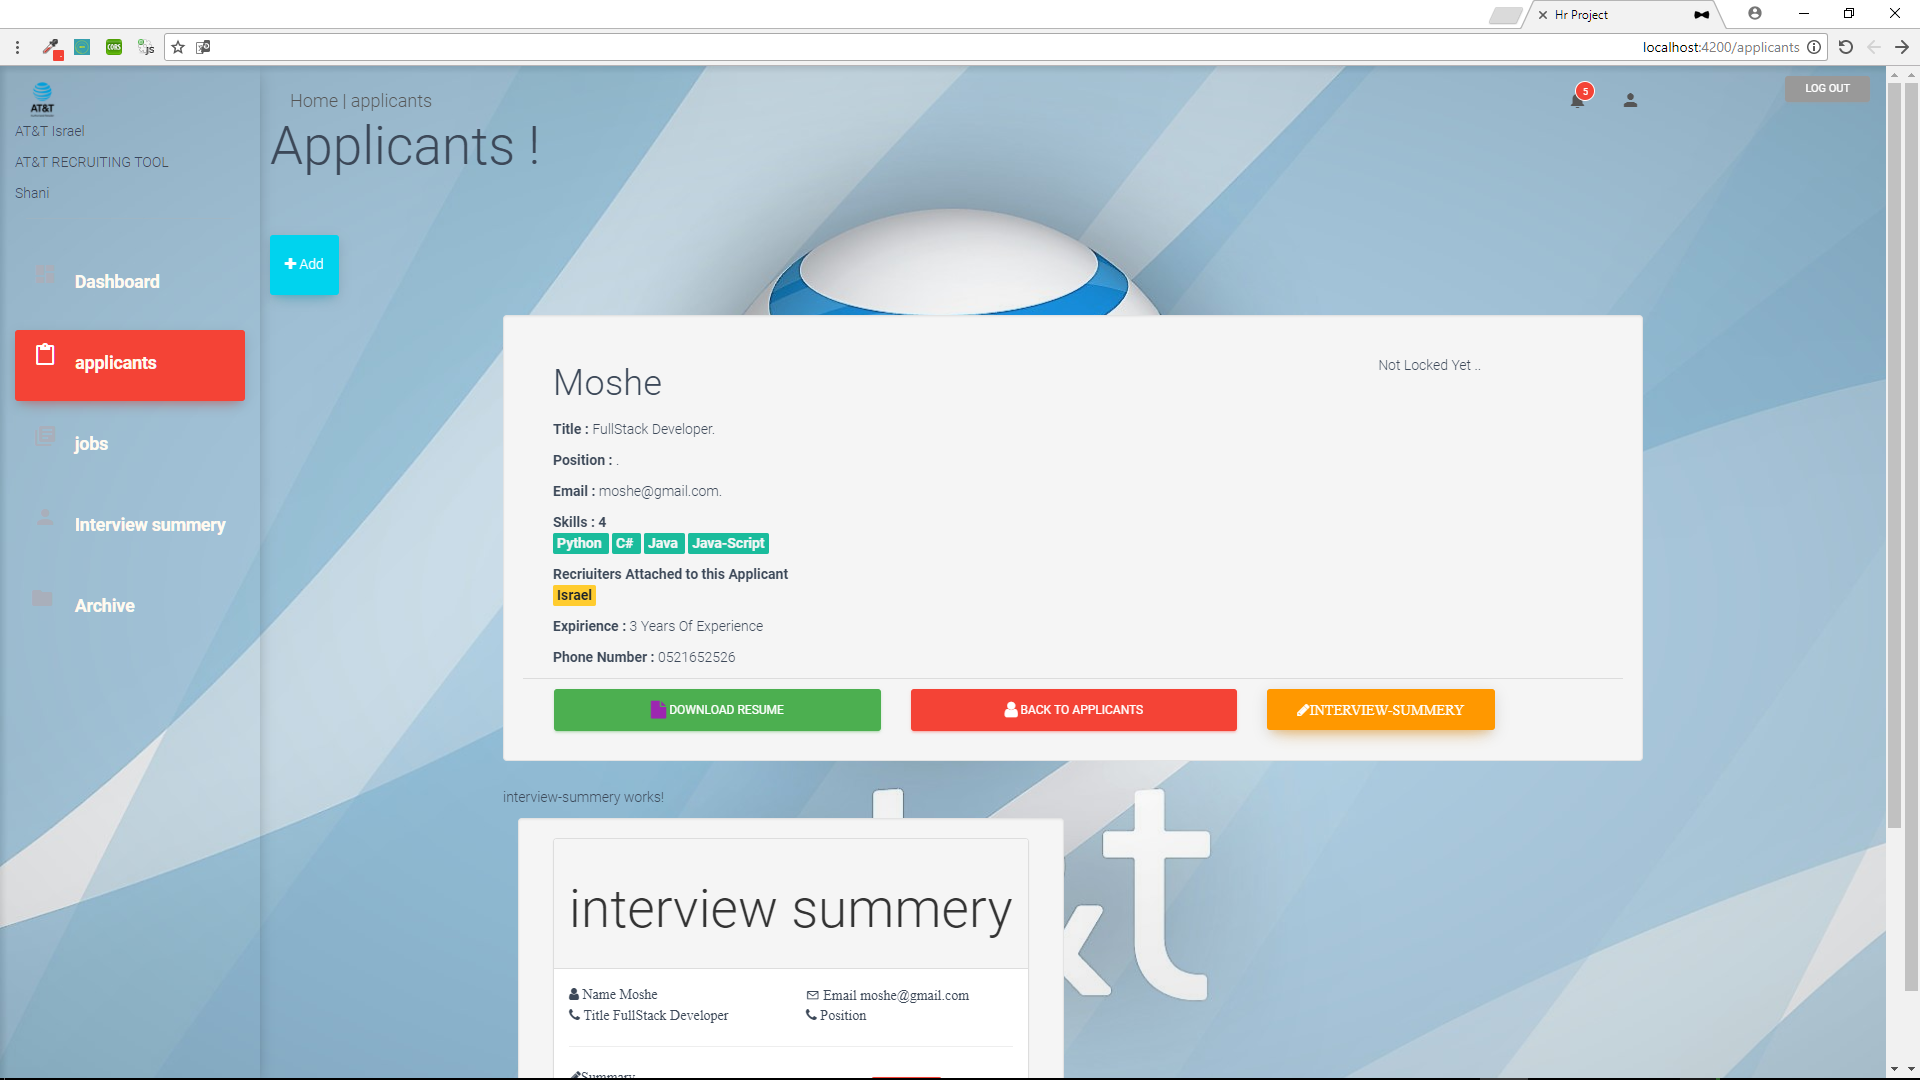 Hr Project
localhost:4200/applicants
CORS
JS
AT&T
AT&T Israel
AT&T RECRUITING TOOL
Shani
Dashboard
applicants
jobs
Interview summery
Archive
Home | applicants
5
LOG OUT
Applicants !
Add
Moshe
Not Locked Yet ..
Title : FullStack Developer.
Position : .
Email : moshe@gmail.com.
Skills : 4
Python C# Java Java-Script
Recriuiters Attached to this Applicant
Israel
Expirience : 3 Years Of Experience
Phone Number : 0521652526
DOWNLOAD RESUME
BACK TO APPLICANTS
INTERVIEW-SUMMERY
interview-summery works!
interview summery
Name Moshe
Email moshe@gmail.com
Title FullStack Developer
Position
Summary